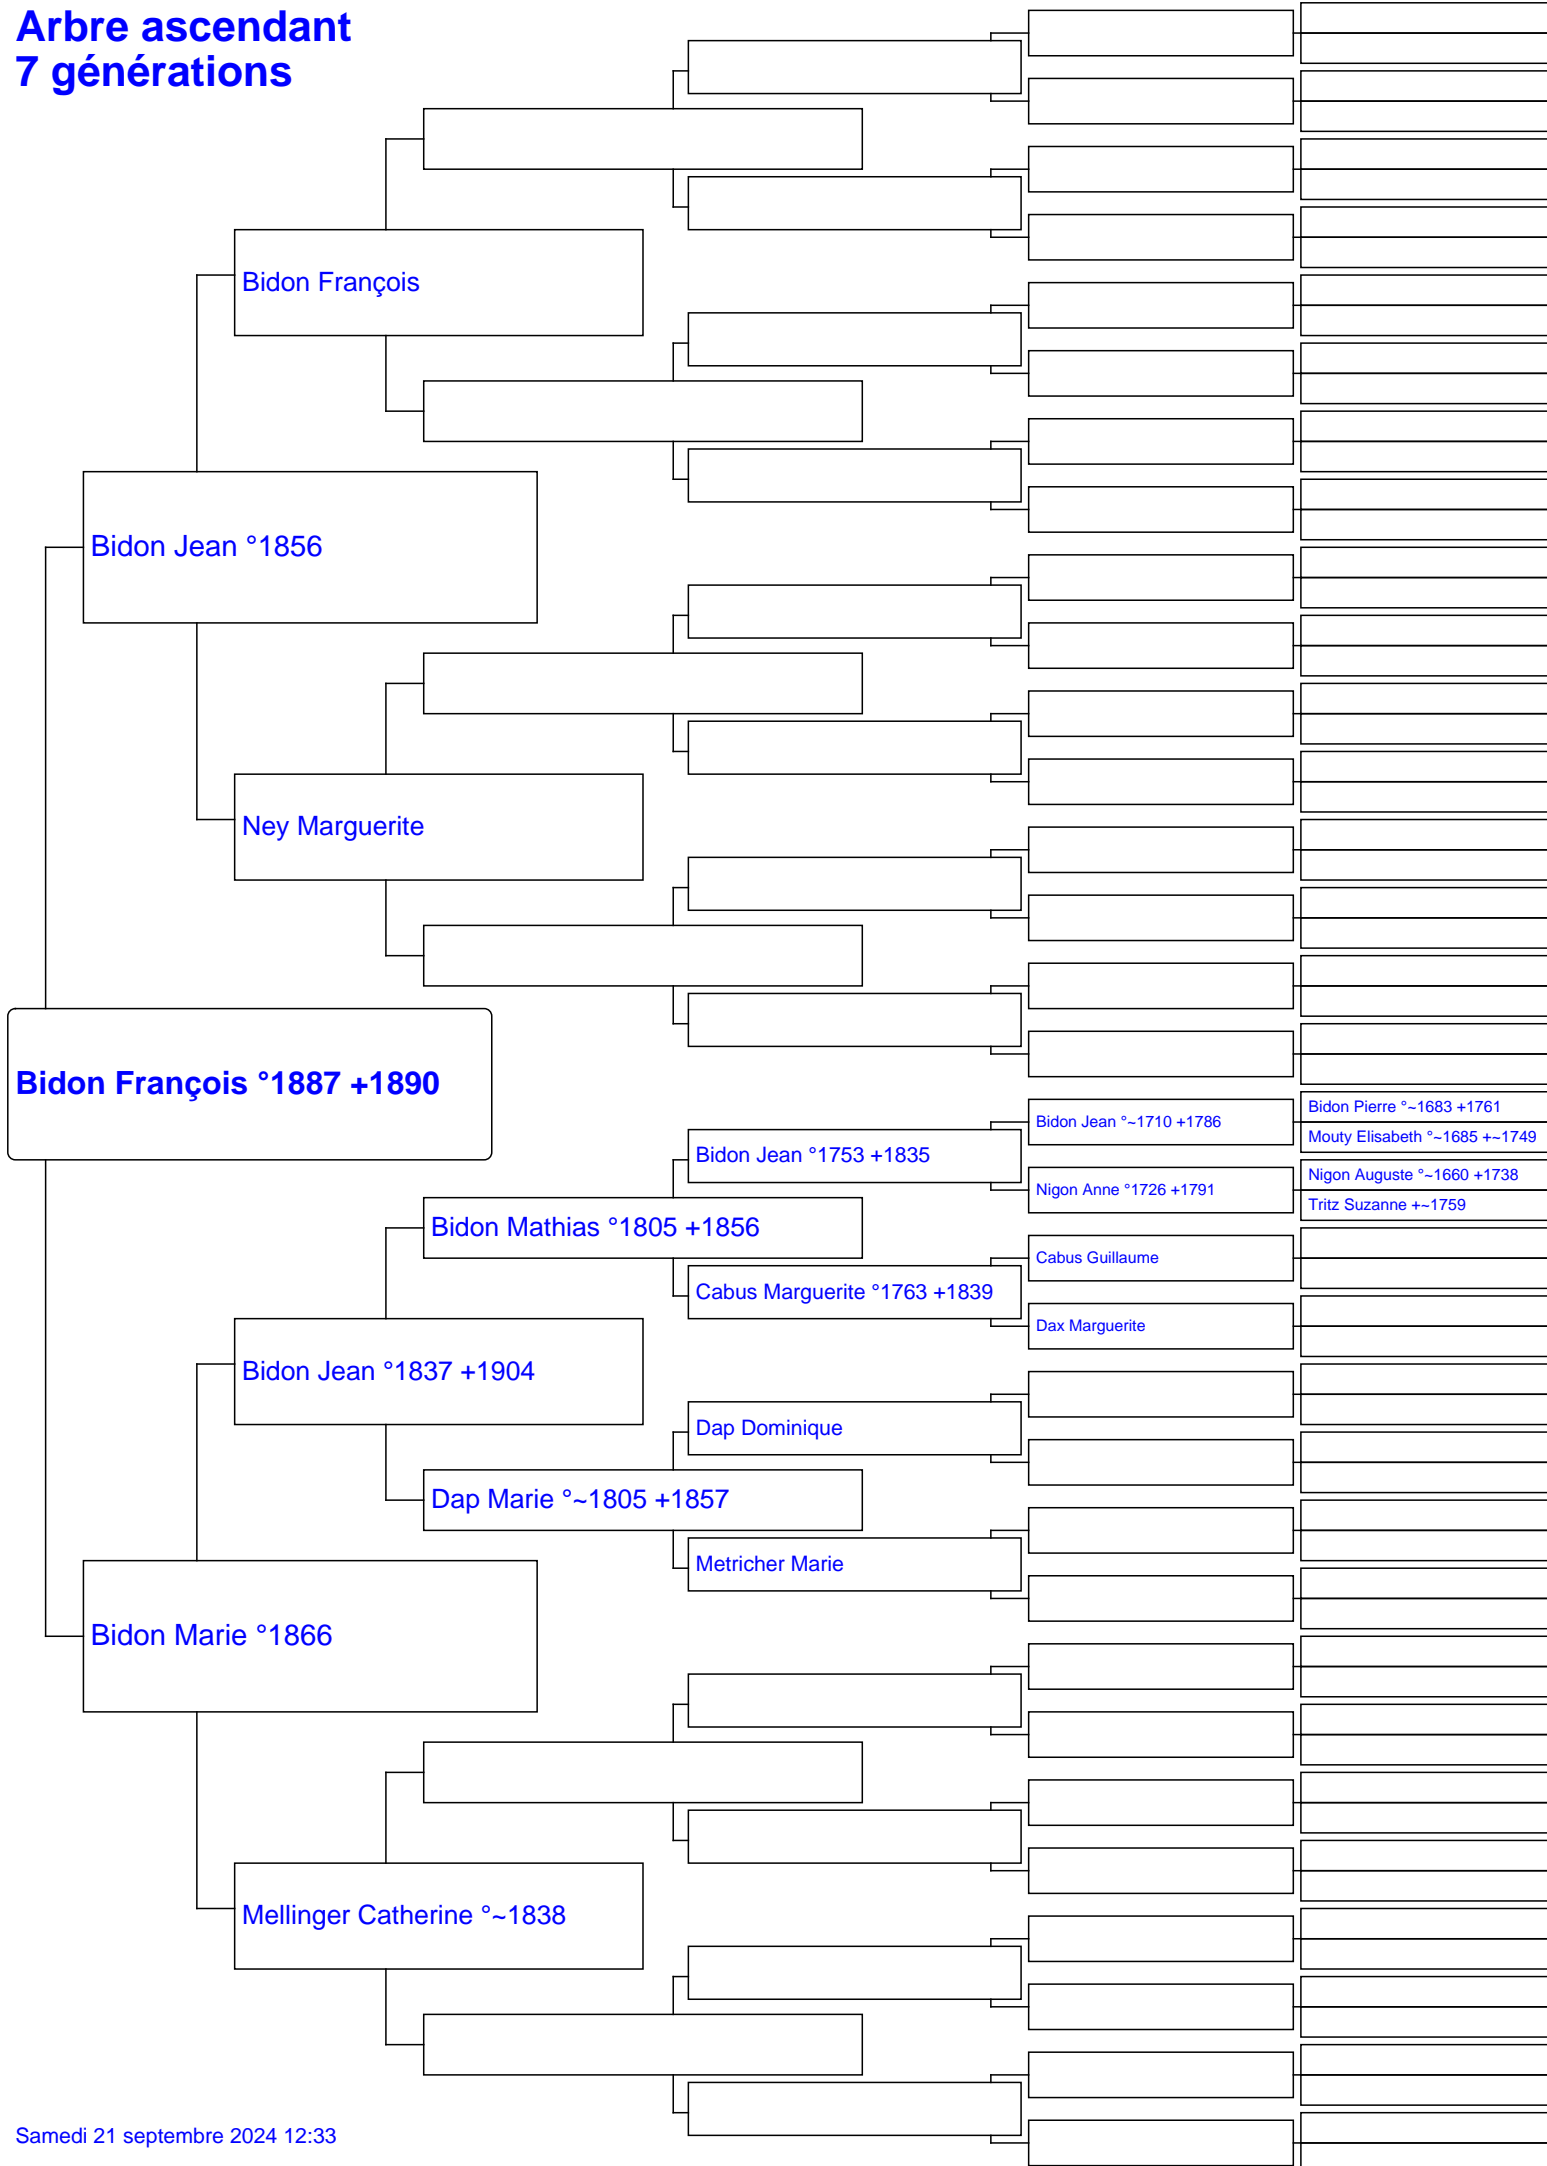 Arbre ascendant
7 générations
Bidon François
Bidon Jean °1856
Ney Marguerite
Bidon François °1887 +1890
Bidon Pierre °~1683 +1761
Bidon Jean °~1710 +1786
Mouty Elisabeth °~1685 +~1749
Bidon Jean °1753 +1835
Nigon Auguste °~1660 +1738
Nigon Anne °1726 +1791
Tritz Suzanne +~1759
Bidon Mathias °1805 +1856
Cabus Guillaume
Cabus Marguerite °1763 +1839
Dax Marguerite
Bidon Jean °1837 +1904
Dap Dominique
Dap Marie °~1805 +1857
Metricher Marie
Bidon Marie °1866
Mellinger Catherine °~1838
Samedi 21 septembre 2024 12:33